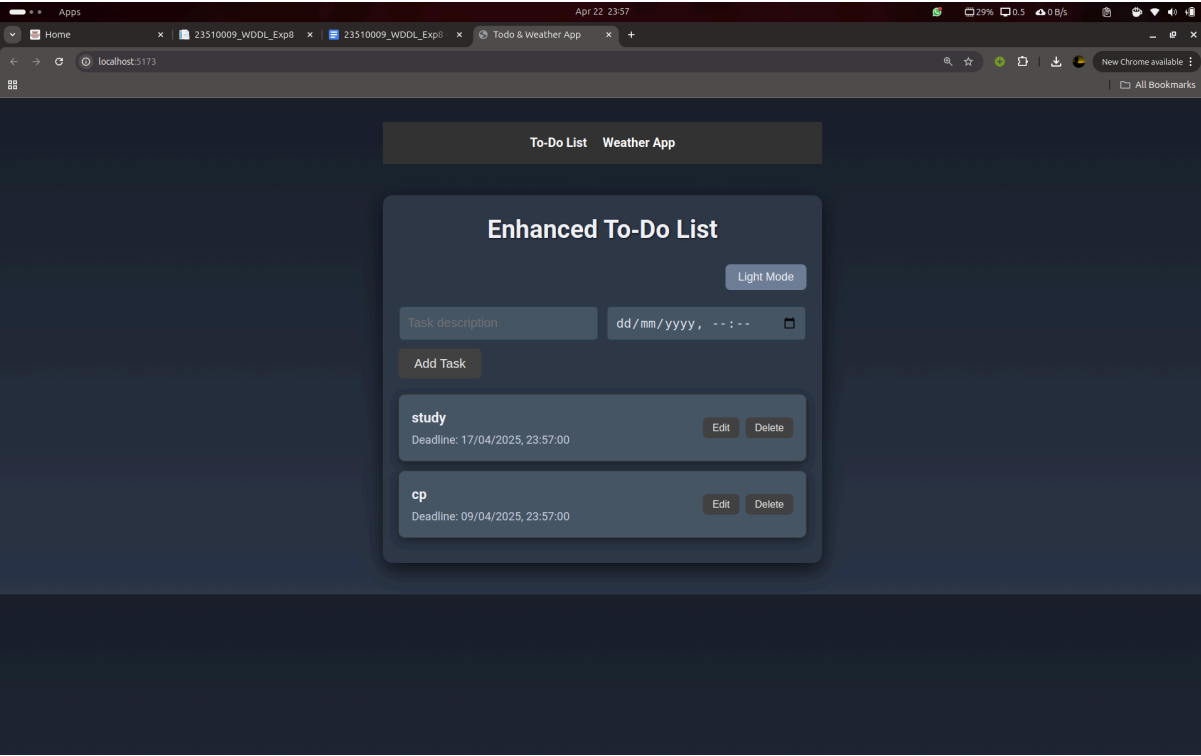 Apps
Apr 22 23:57
29% 0.5 0 B/s
Home
23510009_WDDL_Exp8
23510009_WDDL_Exp8
Todo & Weather App
localhost:5173
New Chrome available
All Bookmarks
To-Do List Weather App
Enhanced To-Do List
Light Mode
Task description
dd/mm/yyyy, --:--
Add Task
study
Deadline: 17/04/2025, 23:57:00
Edit Delete
cp
Deadline: 09/04/2025, 23:57:00
Edit Delete